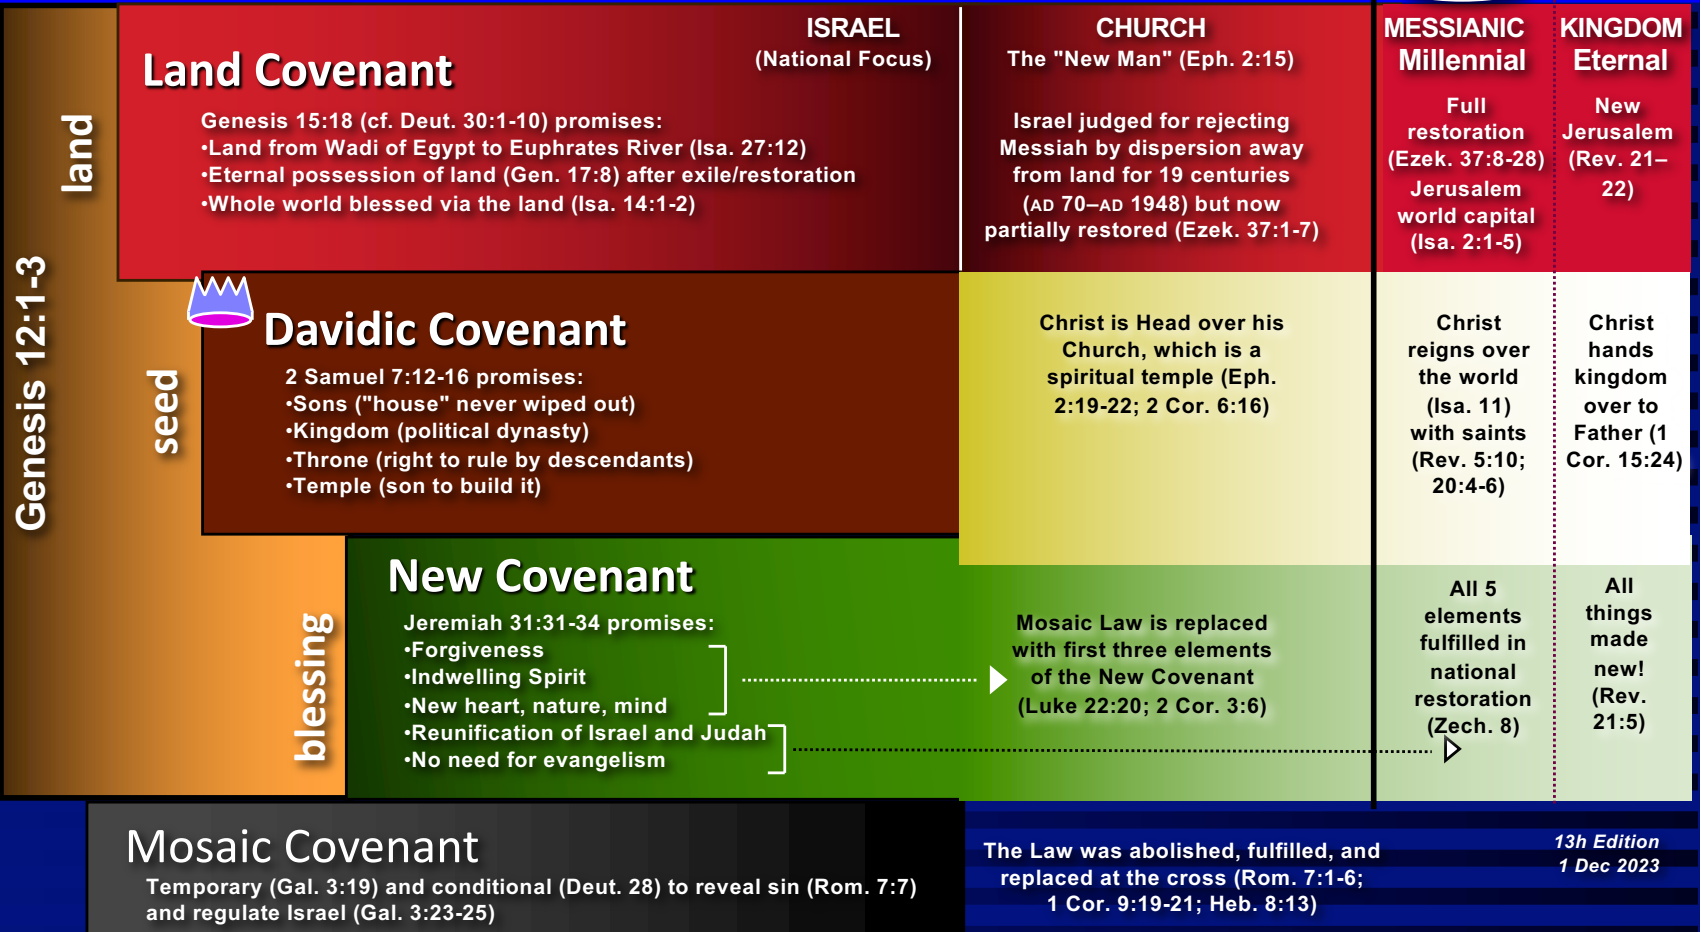 Genesis 12:1-3
land
seed
blessing
Land Covenant
ISRAEL
(National Focus)
Genesis 15:18 (cf. Deut. 30:1-10) promises:
•Land from Wadi of Egypt to Euphrates River (Isa. 27:12)
•Eternal possession of land (Gen. 17:8) after exile/restoration
•Whole world blessed via the land (Isa. 14:1-2)
CHURCH
The "New Man" (Eph. 2:15)
Israel judged for rejecting
Messiah by dispersion away
from land for 19 centuries
(AD 70–AD 1948) but now
partially restored (Ezek. 37:1-7)
MESSIANIC
Millennial
Full
restoration
(Ezek. 37:8-28)
Jerusalem
world capital
(Isa. 2:1-5)
KINGDOM
Eternal
New
Jerusalem
(Rev. 21–
22)
Davidic Covenant
2 Samuel 7:12-16 promises:
•Sons ("house" never wiped out)
•Kingdom (political dynasty)
•Throne (right to rule by descendants)
•Temple (son to build it)
Christ is Head over his
Church, which is a
spiritual temple (Eph.
2:19-22; 2 Cor. 6:16)
Christ
reigns over
the world
(Isa. 11)
with saints
(Rev. 5:10;
20:4-6)
Christ
hands
kingdom
over to
Father (1
Cor. 15:24)
New Covenant
Jeremiah 31:31-34 promises:
•Forgiveness
•Indwelling Spirit
•New heart, nature, mind
•Reunification of Israel and Judah
•No need for evangelism
Mosaic Law is replaced
with first three elements
of the New Covenant
(Luke 22:20; 2 Cor. 3:6)
All 5
elements
fulfilled in
national
restoration
(Zech. 8)
All
things
made
new!
(Rev.
21:5)
Mosaic Covenant
Temporary (Gal. 3:19) and conditional (Deut. 28) to reveal sin (Rom. 7:7)
and regulate Israel (Gal. 3:23-25)
The Law was abolished, fulfilled, and
replaced at the cross (Rom. 7:1-6;
1 Cor. 9:19-21; Heb. 8:13)
13h Edition
1 Dec 2023